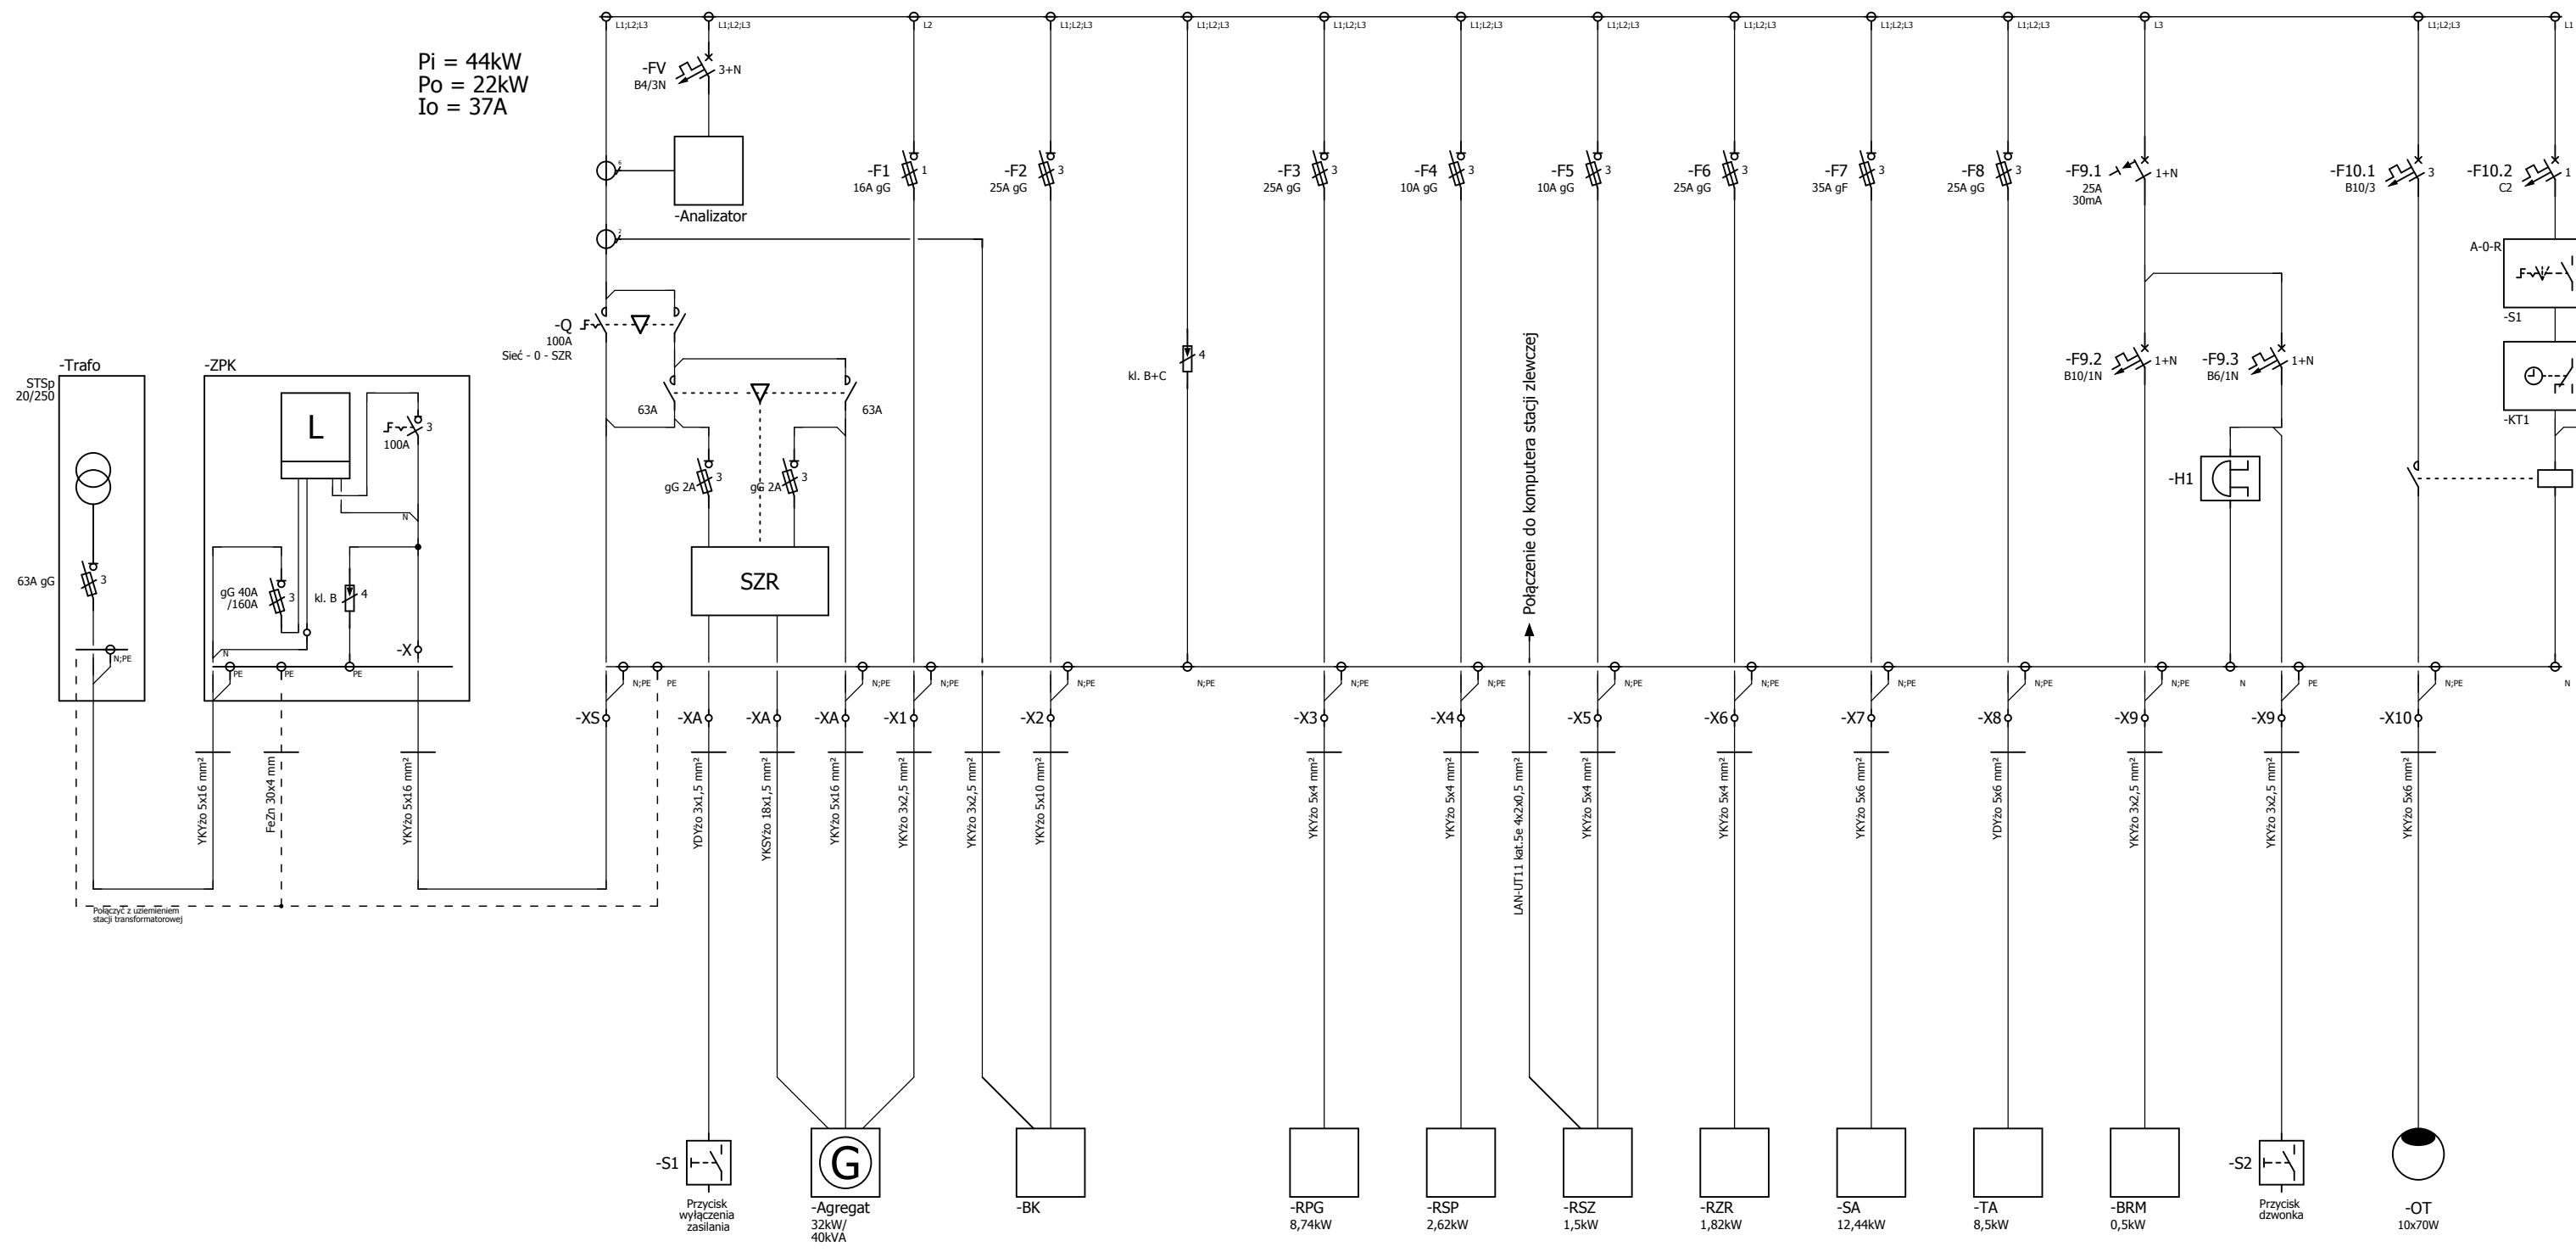 L1;L2;L3
L1;L2;L3
L2
L1;L2;L3
L1;L2;L3
L1;L2;L3
L1;L2;L3
L1;L2;L3
L1;L2;L3
L1;L2;L3
L1;L2;L3
L3
L1;L2;L3
L1
Pi = 44kW
Po = 22kW
Io = 37A
-FV
B4/3N
3+N
6
-Analizator
-F1
16A gG
1
-F2
25A gG
3
-F3
25A gG
3
-F4
10A gG
3
-F5
10A gG
3
-F6
25A gG
3
-F7
35A gF
3
-F8
25A gG
3
-F9.1
25A
30mA
1+N
-F10.1
B10/3
3
-F10.2
C2
1
2
A-0-R
-S1
-KT1
-Q
100A
Sieć - 0 - SZR
63A
63A
kl. B+C
4
-F9.2
B10/1N
1+N
-F9.3
B6/1N
1+N
-H1
-Trafo
STSp
20/250
63A gG
3
N;PE
-ZPK
L
100A
3
N
gG 40A
/160A
3
kl. B
4
-X
N
PE
PE
PE
gG 2A
3
gG 2A
3
SZR
Połączenie do komputera stacji zlewczej
N;PE
PE
N;PE
N;PE
N;PE
N;PE
N;PE
N;PE
N;PE
N;PE
N;PE
N;PE
N;PE
N
PE
N;PE
N
-XS
-XA
-XA
-XA
-X1
-X2
-X3
-X4
-X5
-X6
-X7
-X8
-X9
-X9
-X10
YKYżo 5x16 mm²
FeZn 30x4 mm
YKYżo 5x16 mm²
YDYżo 3x1,5 mm²
YKSYżo 18x1,5 mm²
YKYżo 5x16 mm²
YKYżo 3x2,5 mm²
YKYżo 3x2,5 mm²
YKYżo 5x10 mm²
YKYżo 5x4 mm²
YKYżo 5x4 mm²
LAN-UT11 kat.5e 4x2x0,5 mm²
YKYżo 5x4 mm²
YKYżo 5x4 mm²
YKYżo 5x6 mm²
YDYżo 5x6 mm²
YKYżo 3x2,5 mm²
YKYżo 3x2,5 mm²
YKYżo 5x6 mm²
Połączyć z uziemieniem
stacji transformatorowej
-S1
Przycisk
wyłączenia
zasilania
G
-Agregat
32kW/
40kVA
-BK
-RPG
8,74kW
-RSP
2,62kW
-RSZ
1,5kW
-RZR
1,82kW
-SA
12,44kW
-TA
8,5kW
-BRM
0,5kW
-S2
Przycisk
dzwonka
-OT
10x70W